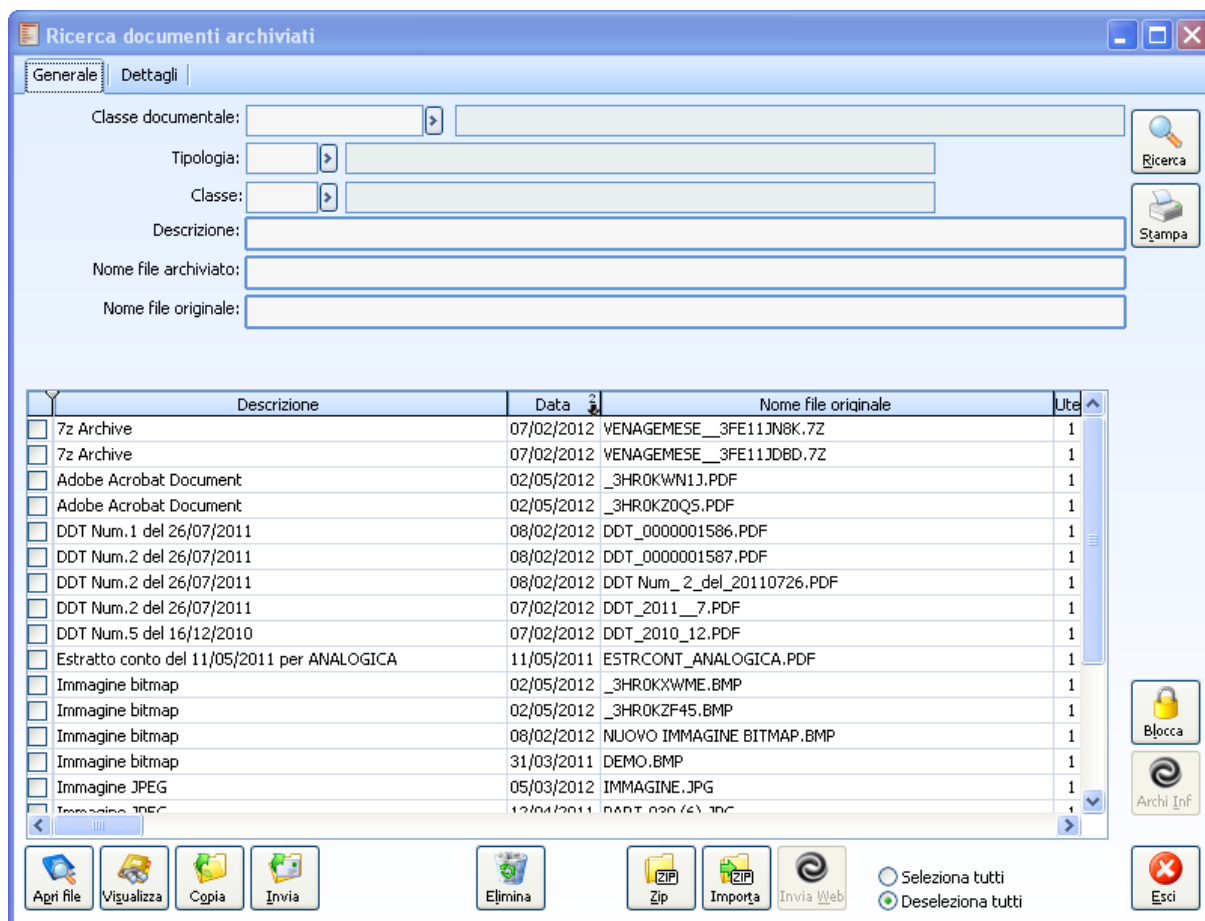 Ricerca documenti archiviati
Generale Dettagli
Classe documentale:
Tipologia:
Classe:
Descrizione:
Nome file archiviato:
Nome file originale:
Ricerca
Stampa
Descrizione Data 2 Nome file originale Ute
7z Archive 07/02/2012 VENAGEMESE__3FE11JN8K.7Z 1
7z Archive 07/02/2012 VENAGEMESE__3FE11JDBD.7Z 1
Adobe Acrobat Document 02/05/2012 _3HR0KWN1J.PDF 1
Adobe Acrobat Document 02/05/2012 _3HR0KZ0QS.PDF 1
DDT Num.1 del 26/07/2011 08/02/2012 DDT_0000001586.PDF 1
DDT Num.2 del 26/07/2011 08/02/2012 DDT_0000001587.PDF 1
DDT Num.2 del 26/07/2011 08/02/2012 DDT Num_ 2_del_20110726.PDF 1
DDT Num.2 del 26/07/2011 07/02/2012 DDT_2011__7.PDF 1
DDT Num.5 del 16/12/2010 07/02/2012 DDT_2010_12.PDF 1
Estratto conto del 11/05/2011 per ANALOGICA 11/05/2011 ESTRCONT_ANALOGICA.PDF 1
Immagine bitmap 02/05/2012 _3HR0KXWME.BMP 1
Immagine bitmap 02/05/2012 _3HR0KZF45.BMP 1
Immagine bitmap 08/02/2012 NUOVO IMMAGINE BITMAP.BMP 1
Immagine bitmap 31/03/2011 DEMO.BMP 1
Immagine JPEG 05/03/2012 IMMAGINE.JPG 1
Immagine JPEG
Blocca
Archi Inf
Apri file Visualizza Copia Invia Elimina Zip Importa Invia Web
ZIP ZIP
Seleziona tutti
Deseleziona tutti
Esci